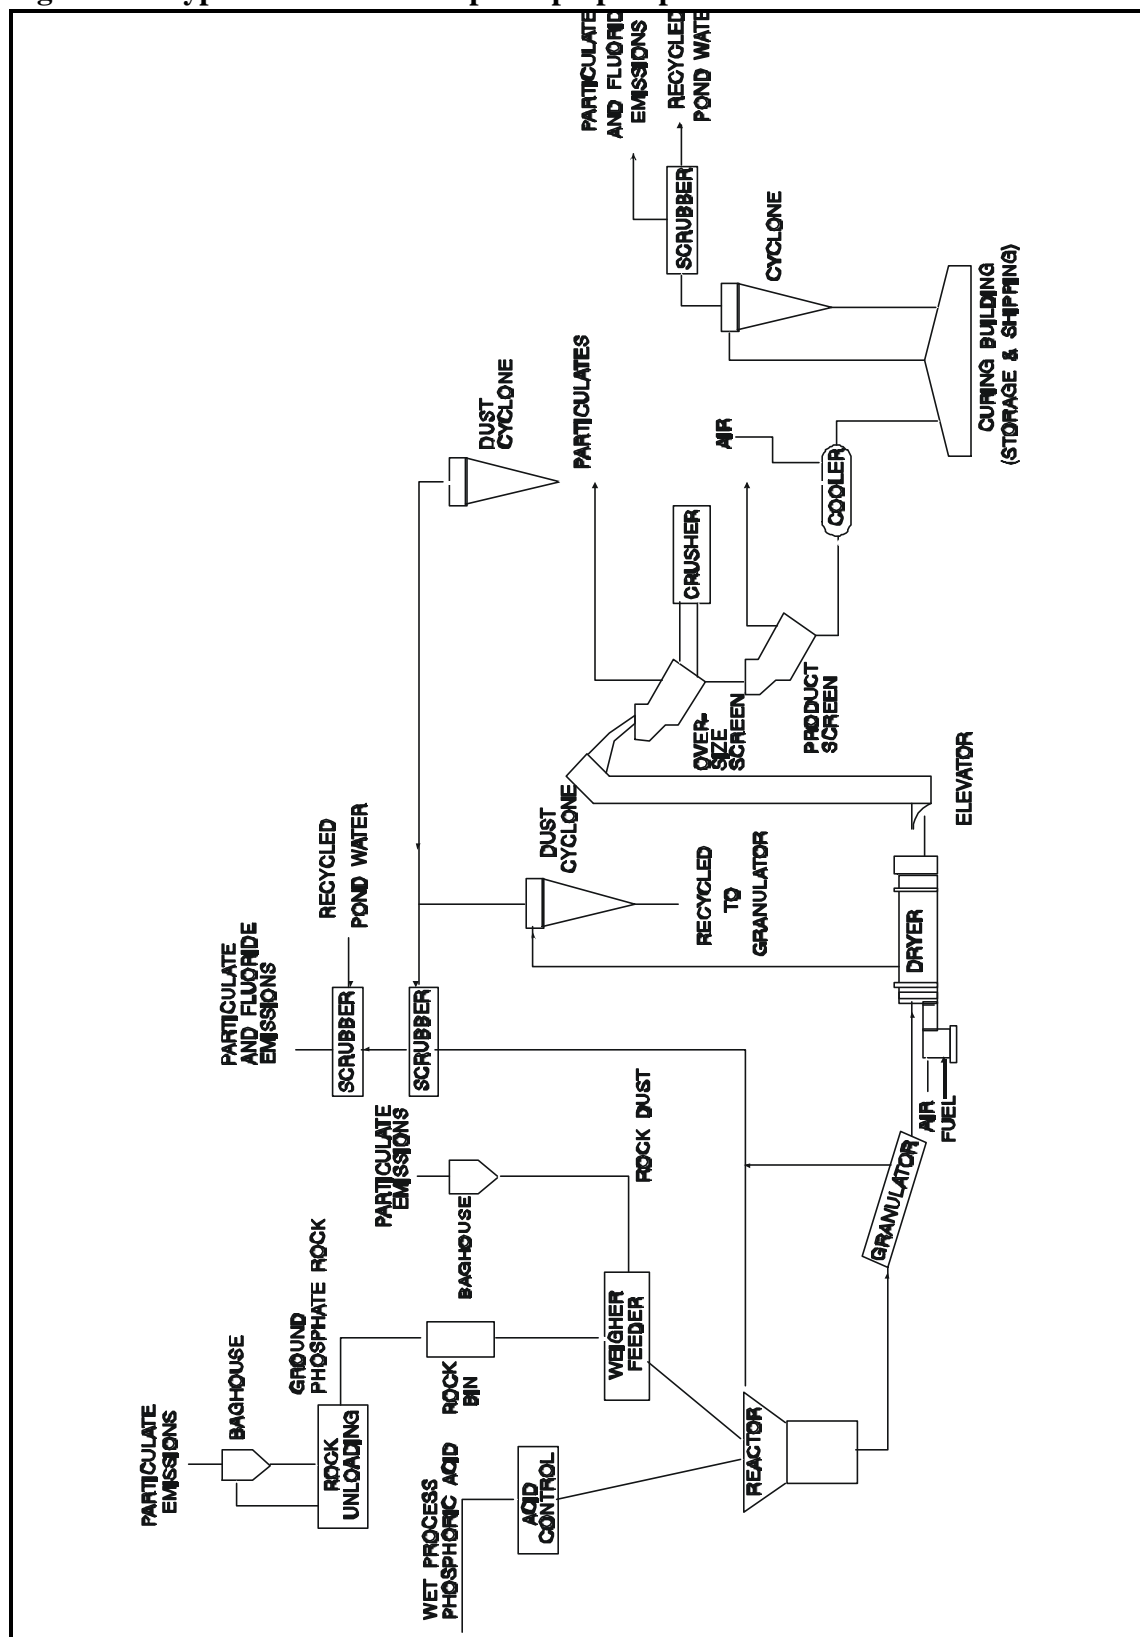 PARTICULATE
EMISSIONS
BAGHOUSE
ROCK
UNLOADING
GROUND
PHOSPHATE ROCK
WET PROCESS
PHOSPHORIC ACID
ROCK
BIN
ACID
CONTROL
PARTICULATE
EMISSIONS
BAGHOUSE
WEIGHER
FEEDER
ROCK DUST
REACTOR
GRANULATOR
PARTICULATE
AND FLUORIDE
EMISSIONS
RECYCLED
POND WATER
SCRUBBER
SCRUBBER
AIR
FUEL
DRYER
DUST
CYCLONE
RECYCLED
TO
GRANULATOR
ELEVATOR
OVER-
SIZE
SCREEN
PRODUCT
SCREEN
CRUSHER
DUST
CYCLONE
PARTICULATES
AIR
COOLER
CURING BUILDING
(STORAGE & SHIPPING)
CYCLONE
SCRUBBER
PARTICULATE
AND FLUORID
EMISSIONS
RECYCLED
POND WATE